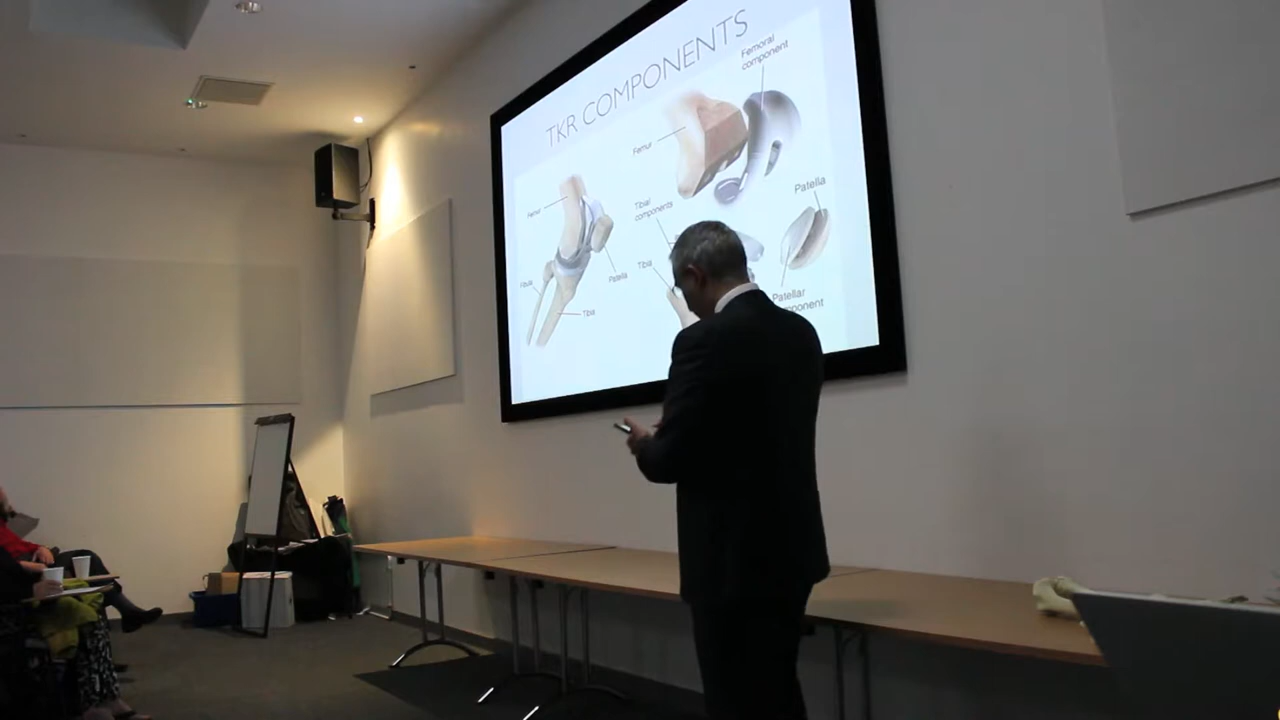 TKR COMPONENTS
Femoral
component
Femur
Patella
Tibial
components
Femur
Tibia
Patella
Fibula
Tibia
Patellar